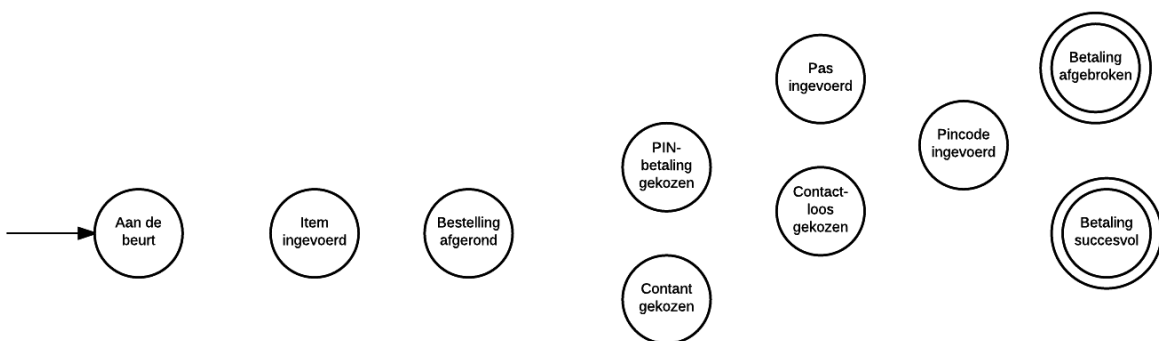 Aan de
beurt
Item
ingevoerd
Bestelling
afgerond
PIN-
betaling
gekozen
Contant
gekozen
Pas
ingevoerd
Contact-
loos
gekozen
Pincode
ingevoerd
Betaling
afgebroken
Betaling
succesvol